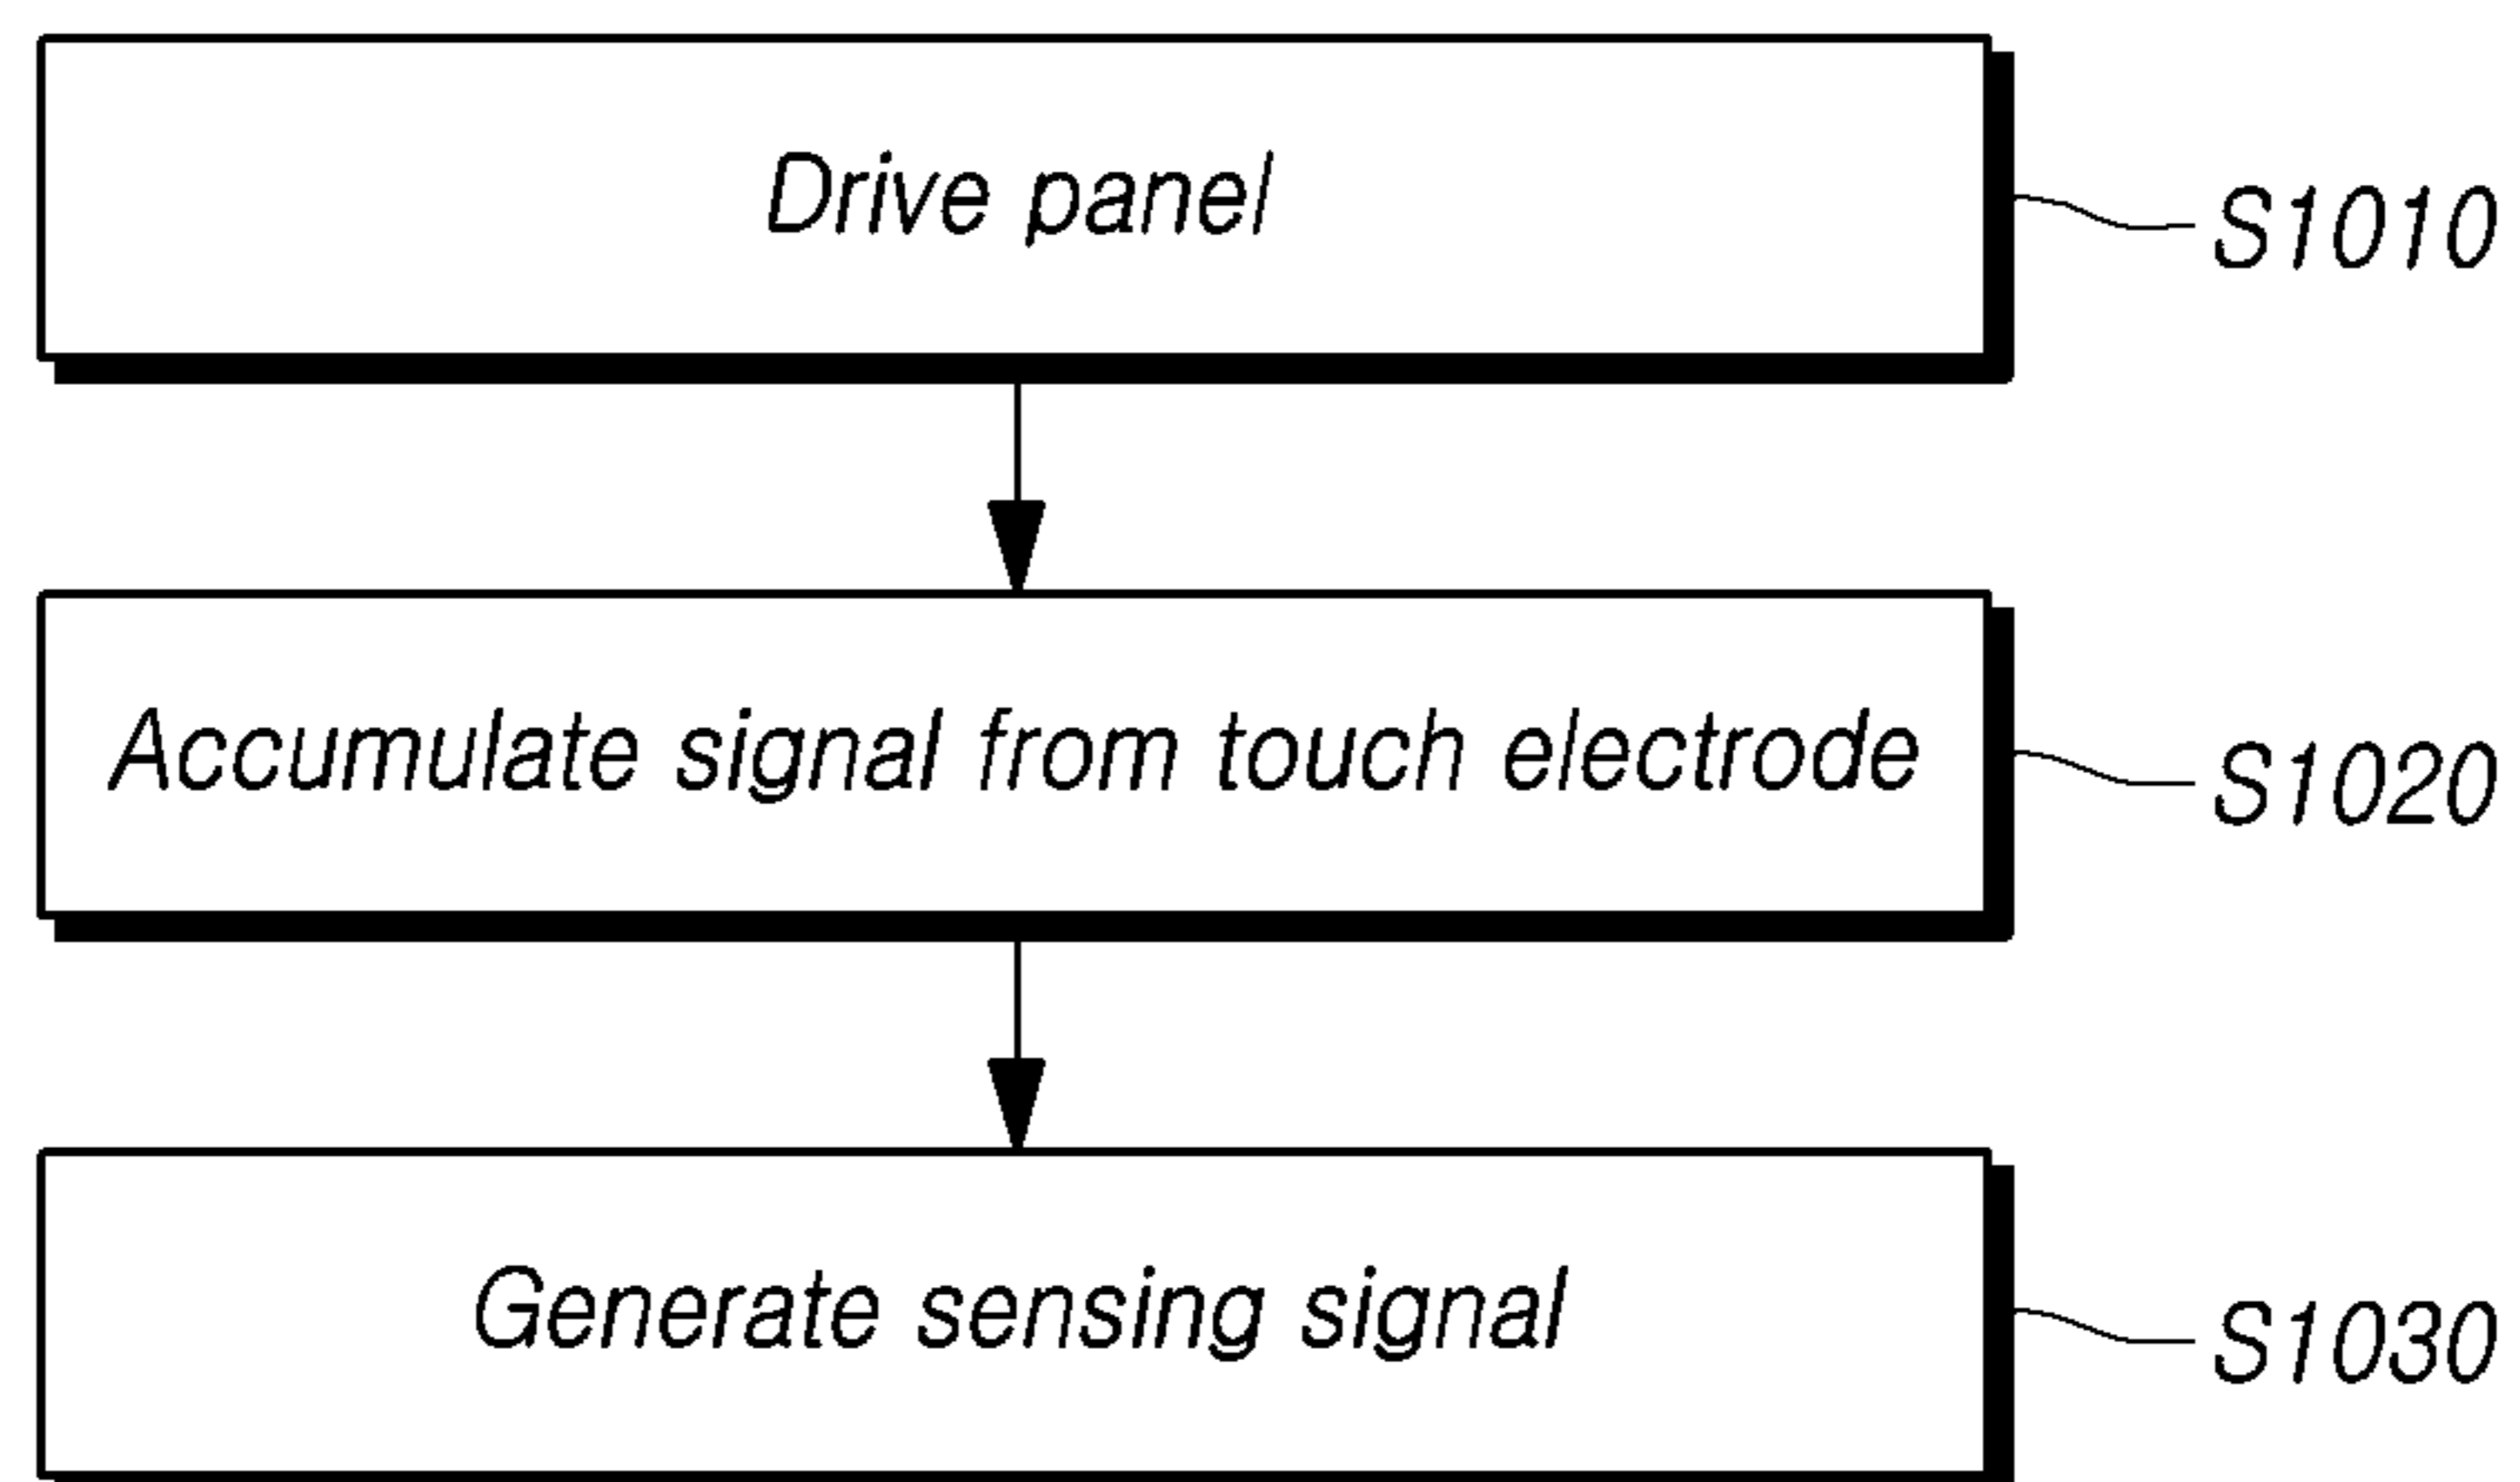 Drive panel
S1010
Accumulate signal from touch electrode
S1020
Generate sensing signal
S1030